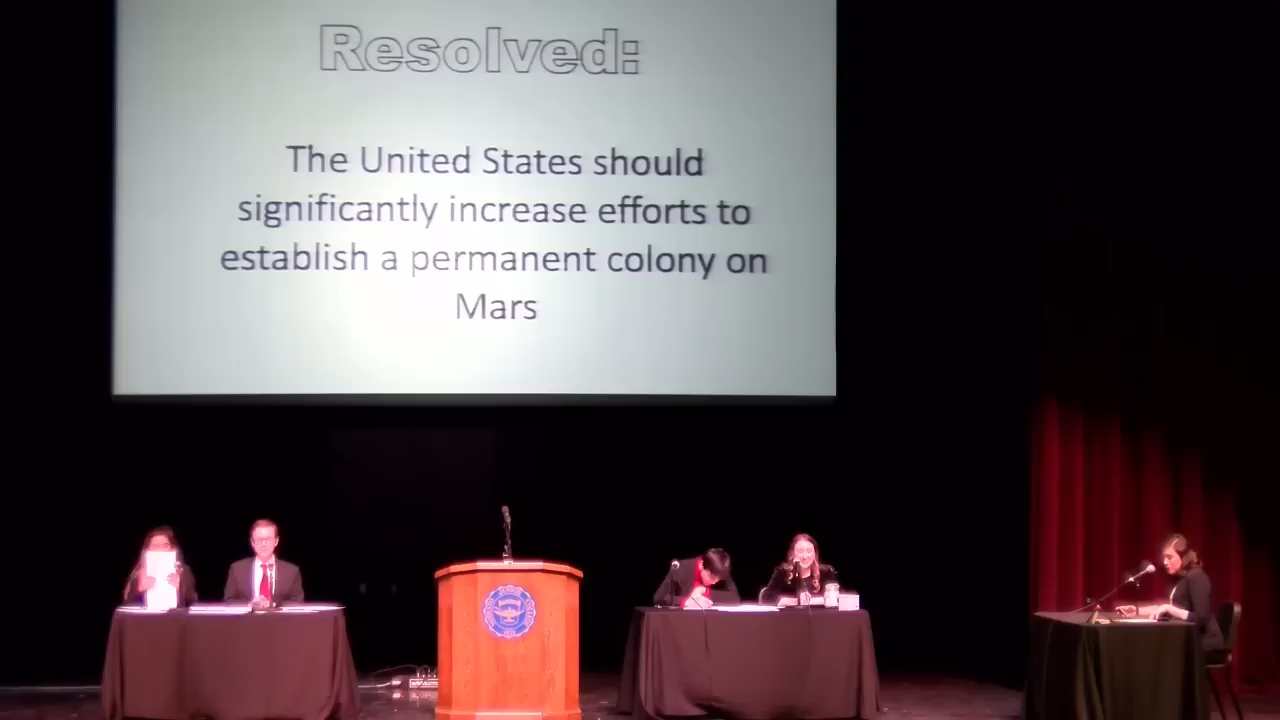 Resolved:
The United States should
significantly increase efforts to
establish a permanent colony on
Mars